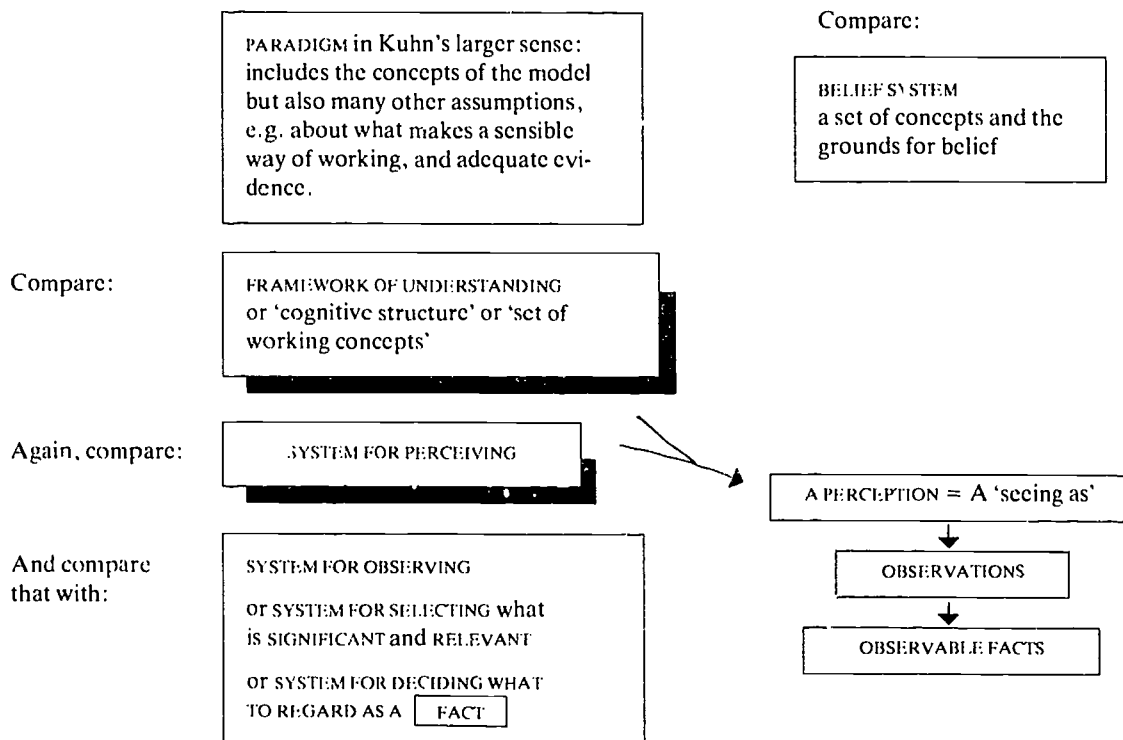 Compare:
PARADIGM in Kuhn's larger sense:
includes the concepts of the model
but also many other assumptions,
e.g. about what makes a sensible
way of working, and adequate evi-
dence.
BELIEF SYSTEM
a set of concepts and the
grounds for belief
Compare:
FRAMEWORK OF UNDERSTANDING
or 'cognitive structure' or 'set of
working concepts'
Again, compare:
SYSTEM FOR PERCEIVING
A PERCEPTION = A 'seeing as'
OBSERVATIONS
OBSERVABLE FACTS
And compare
that with:
SYSTEM FOR OBSERVING
or SYSTEM FOR SELECTING what
is SIGNIFICANT and RELEVANT
or SYSTEM FOR DECIDING WHAT
TO REGARD AS A FACT